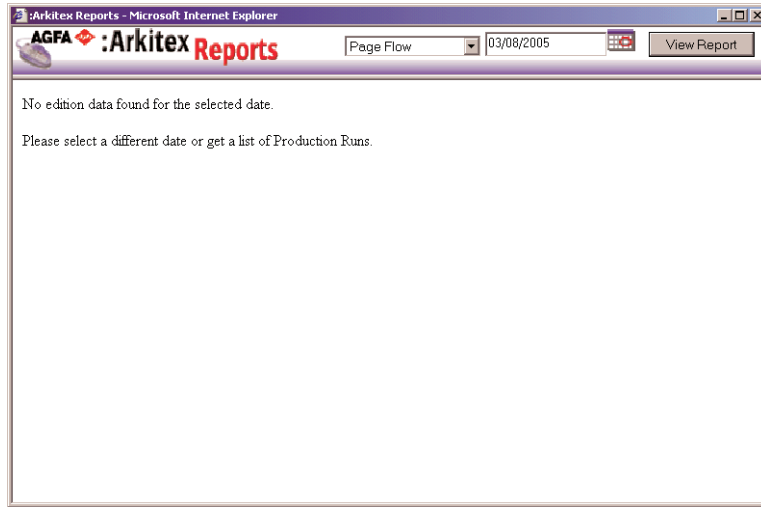 :Arkitex Reports - Microsoft Internet Explorer
AGFA :Arkitex Reports
Page Flow 03/08/2005 View Report
No edition data found for the selected date.
Please select a different date or get a list of Production Runs.